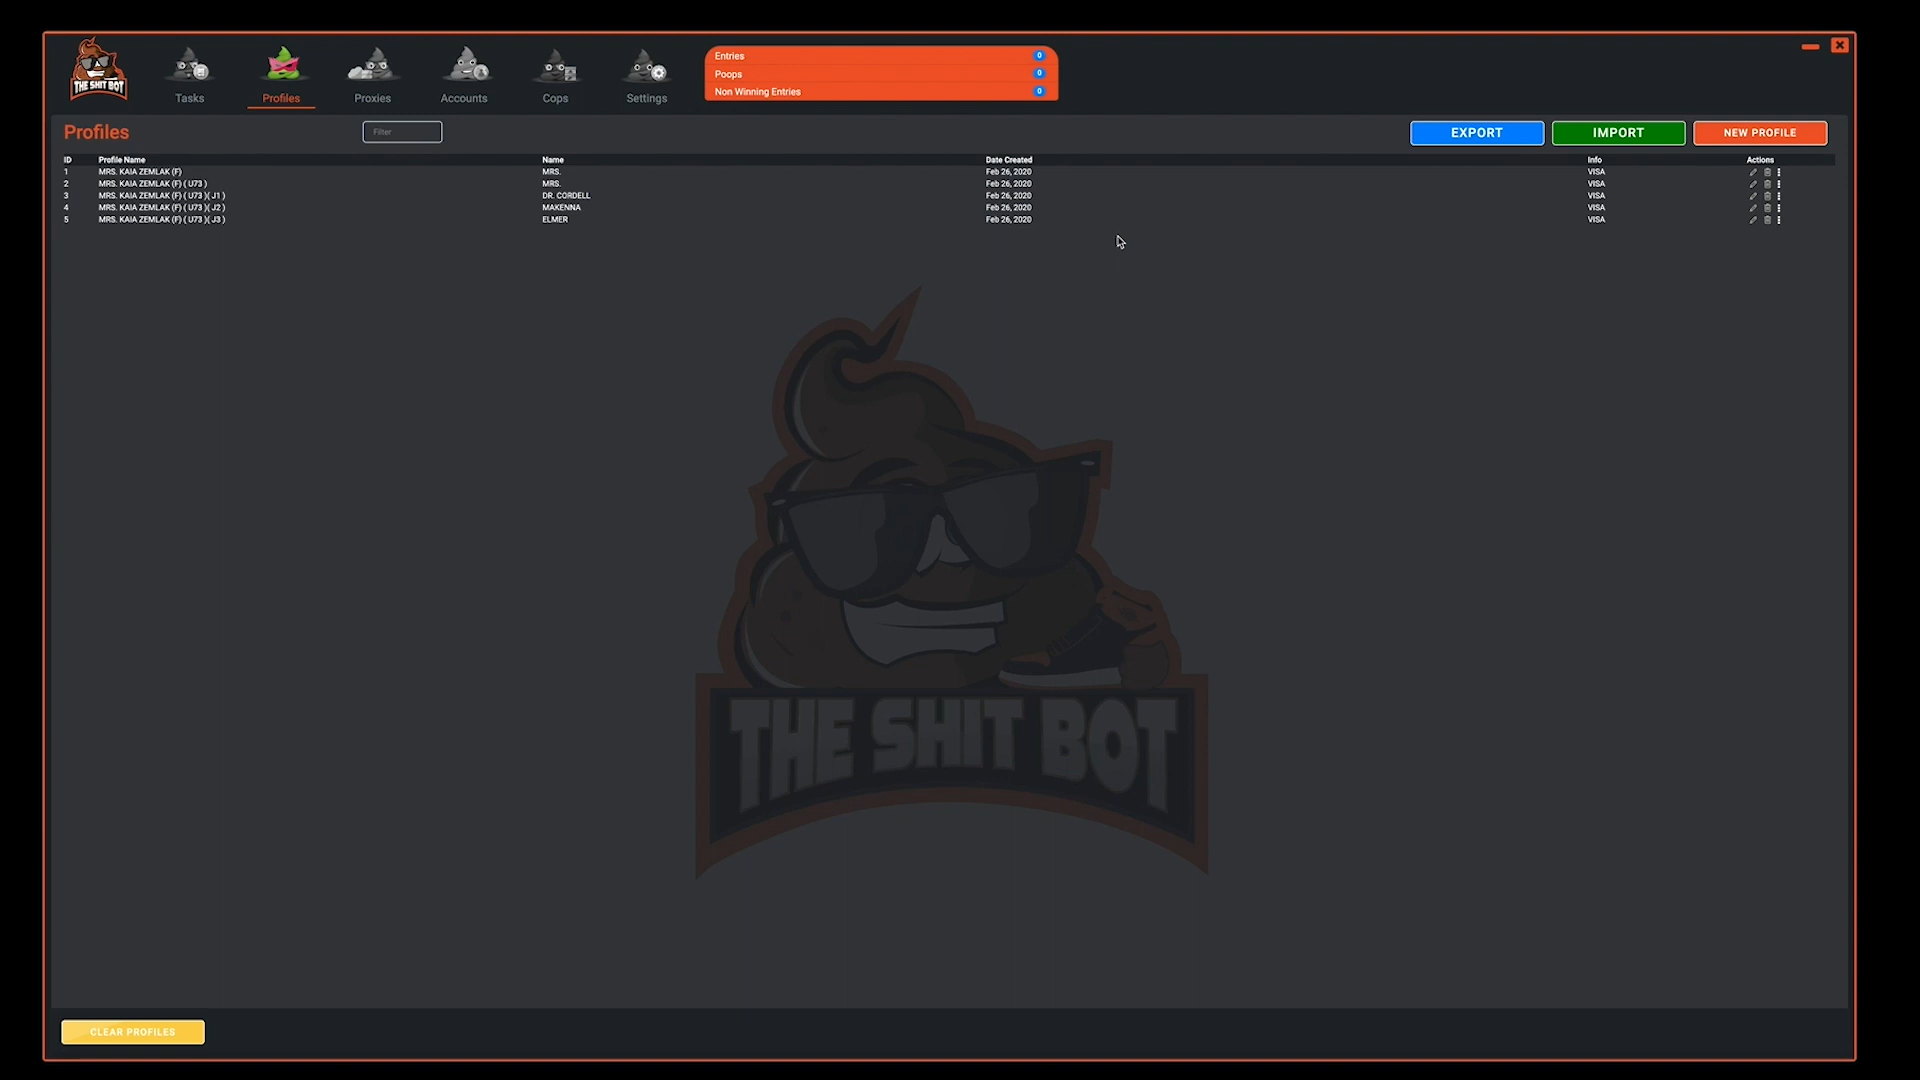 THE SHIT BOT
Tasks
Profiles
Proxies
Accounts
Cops
Settings
Entries 0
Poops 0
Non Winning Entries 0
Profiles
Filter
EXPORT
IMPORT
NEW PROFILE
ID Profile Name Name Date Created Info Actions
1 MRS. KAIA ZEMLAK (F) MRS. Feb 26, 2020 VISA
2 MRS. KAIA ZEMLAK (F) ( U73 ) MRS. Feb 26, 2020 VISA
3 MRS. KAIA ZEMLAK (F) ( U73 )( J1 ) DR. CORDELL Feb 26, 2020 VISA
4 MRS. KAIA ZEMLAK (F) ( U73 )( J2 ) MAKENNA Feb 26, 2020 VISA
5 MRS. KAIA ZEMLAK (F) ( U73 )( J3 ) ELMER Feb 26, 2020 VISA
THE SHIT BOT
CLEAR PROFILES